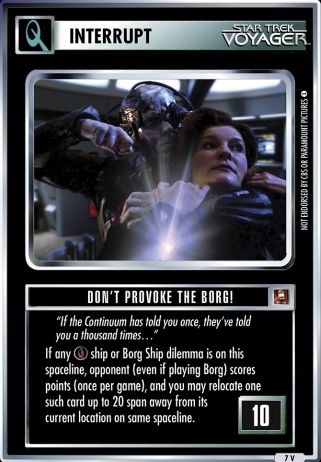 Q INTERRUPT
STAR TREK
VOYAGER
NOT ENDORSED BY CBS OR PARAMOUNT PICTURES
DON'T PROVOKE THE BORG!
"If the Continuum has told you once, they've told
you a thousand times..."
If any ship or Borg Ship dilemma is on this
spaceline, opponent (even if playing Borg) scores
points (once per game), and you may relocate one
such card up to 20 span away from its
current location on same spaceline.
10
7 V